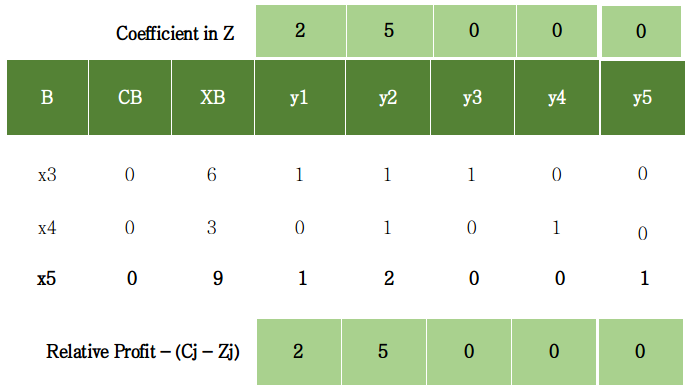 Coefficient in Z 2 5 0 0 0
B CB XB y1 y2 y3 y4 y5
x3 0 6 1 1 1 0 0
x4 0 3 0 1 0 1 0
x5 0 9 1 2 0 0 1
Relative Profit – (Cj – Zj) 2 5 0 0 0